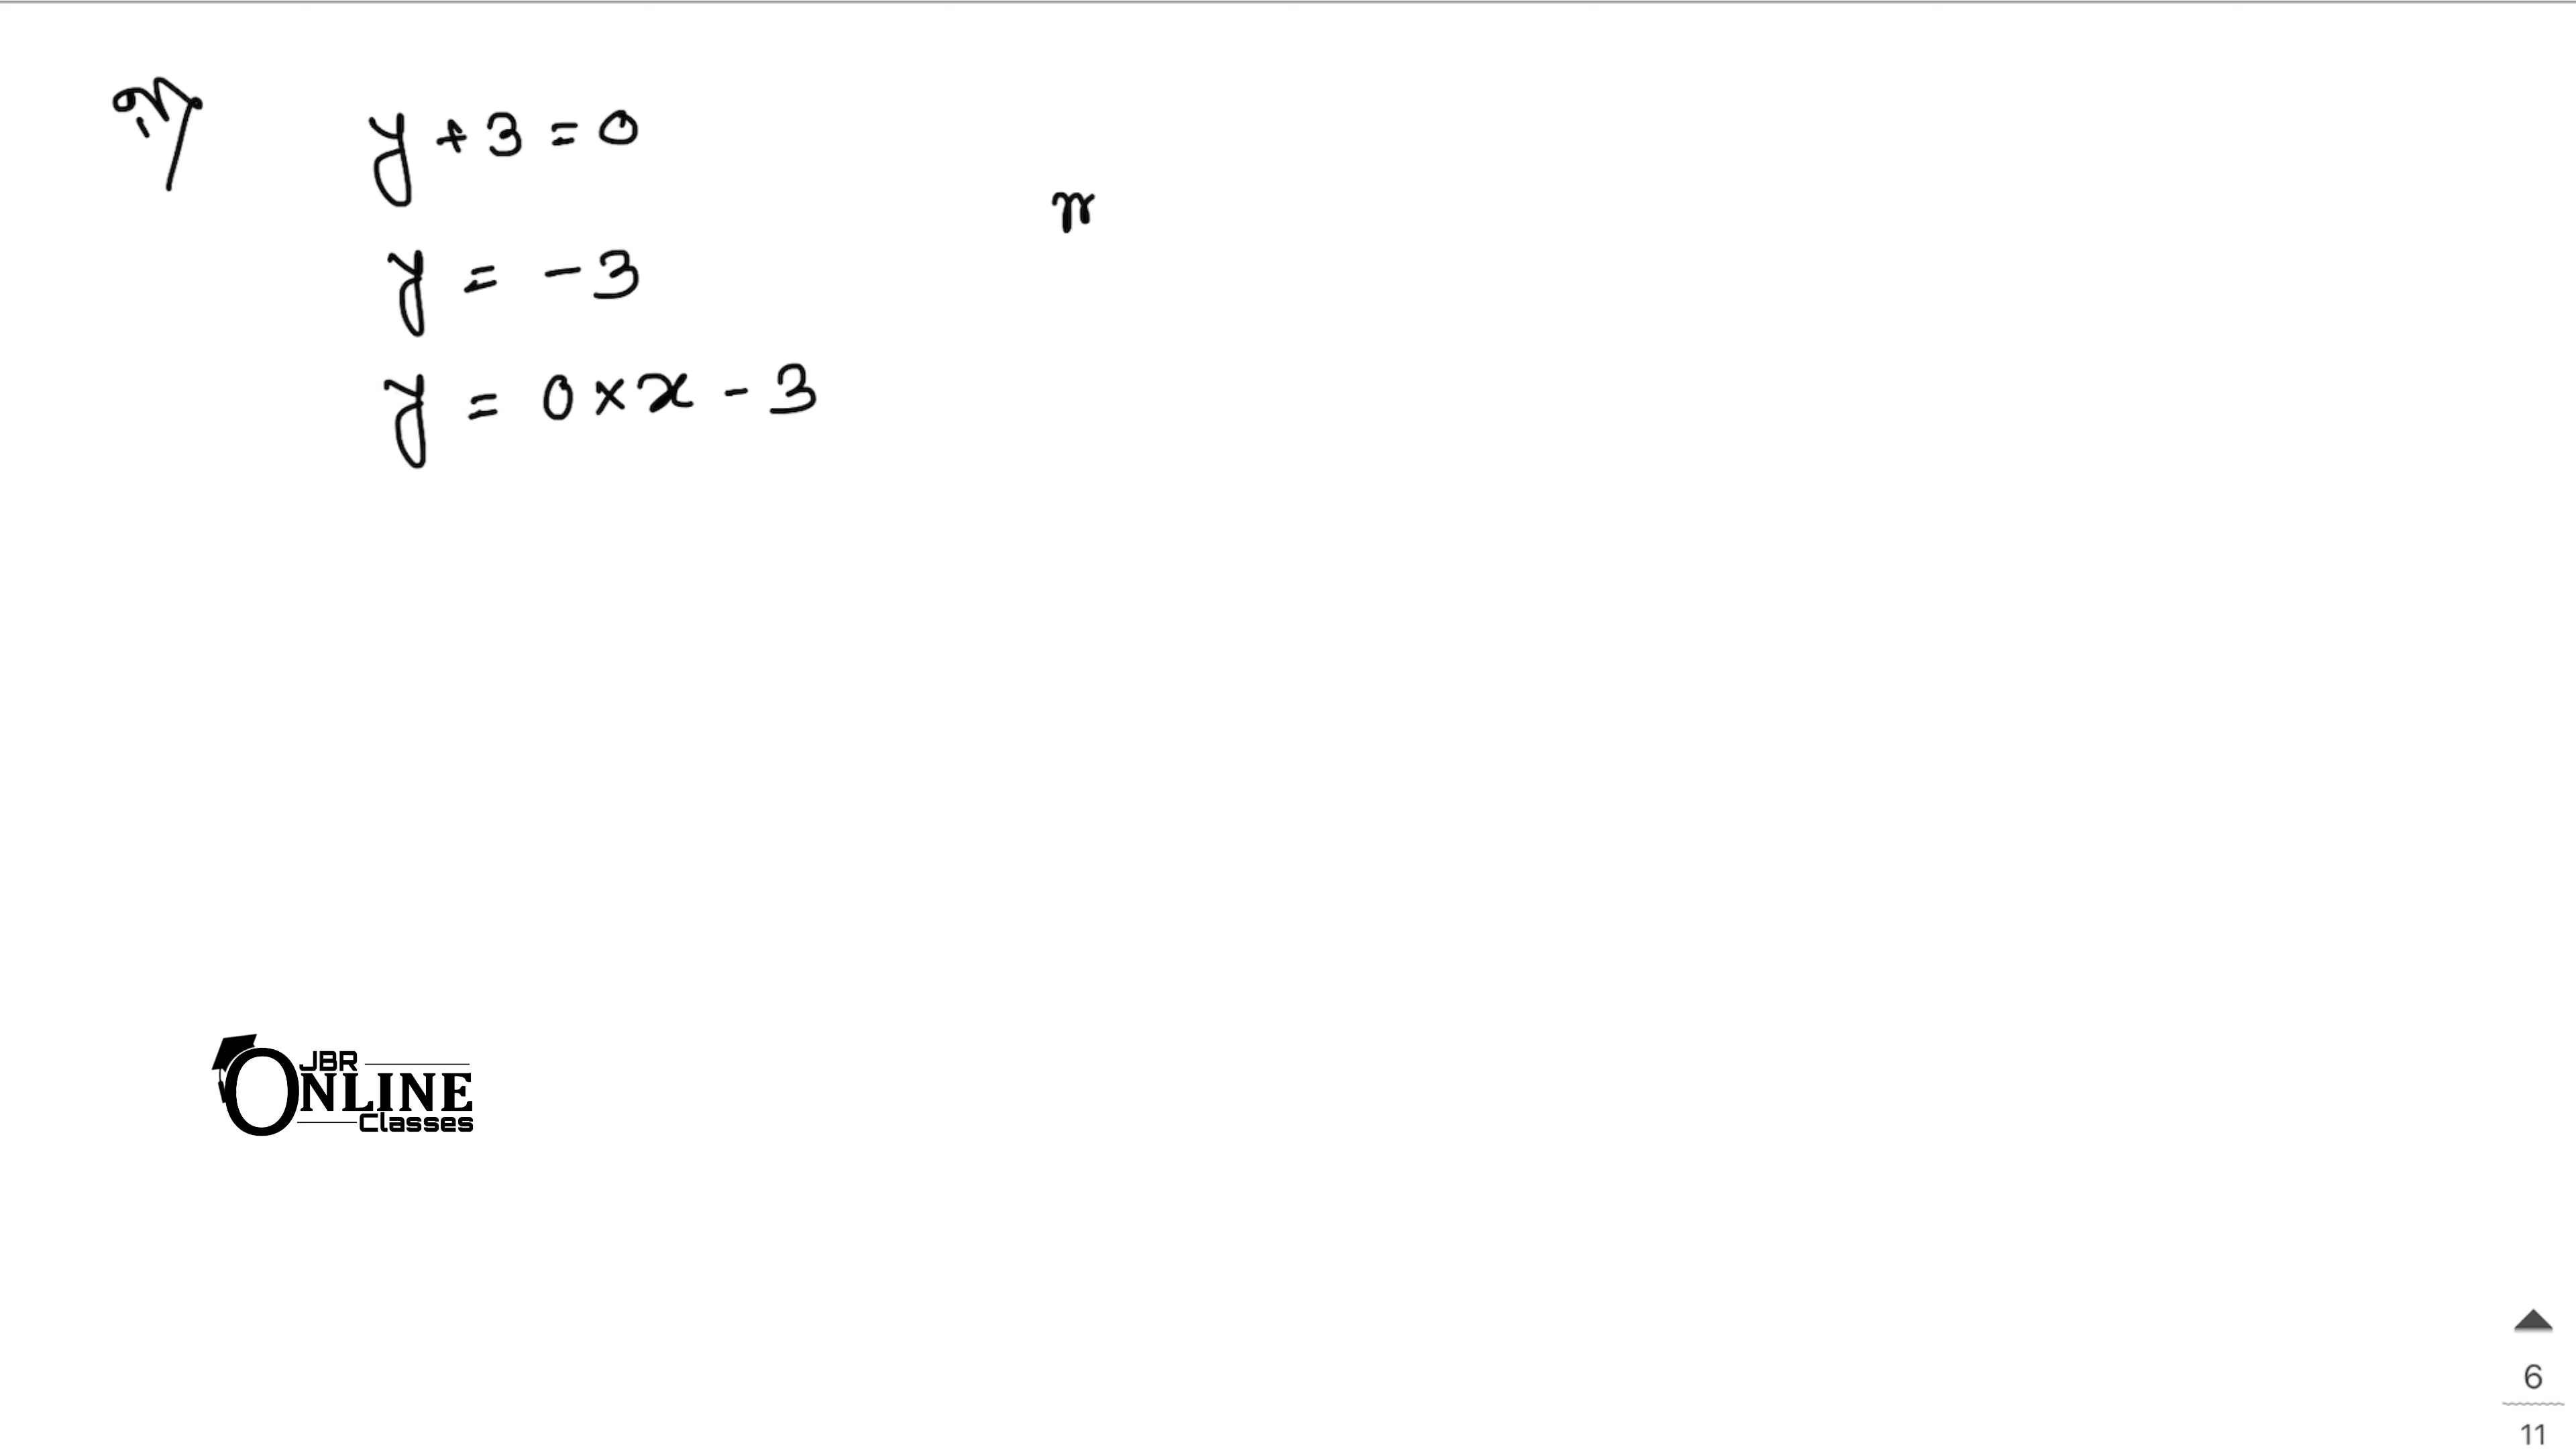 y + 3 = 0
y = - 3
y = 0 × x - 3
JBR
ONLINE
Classes
6
11